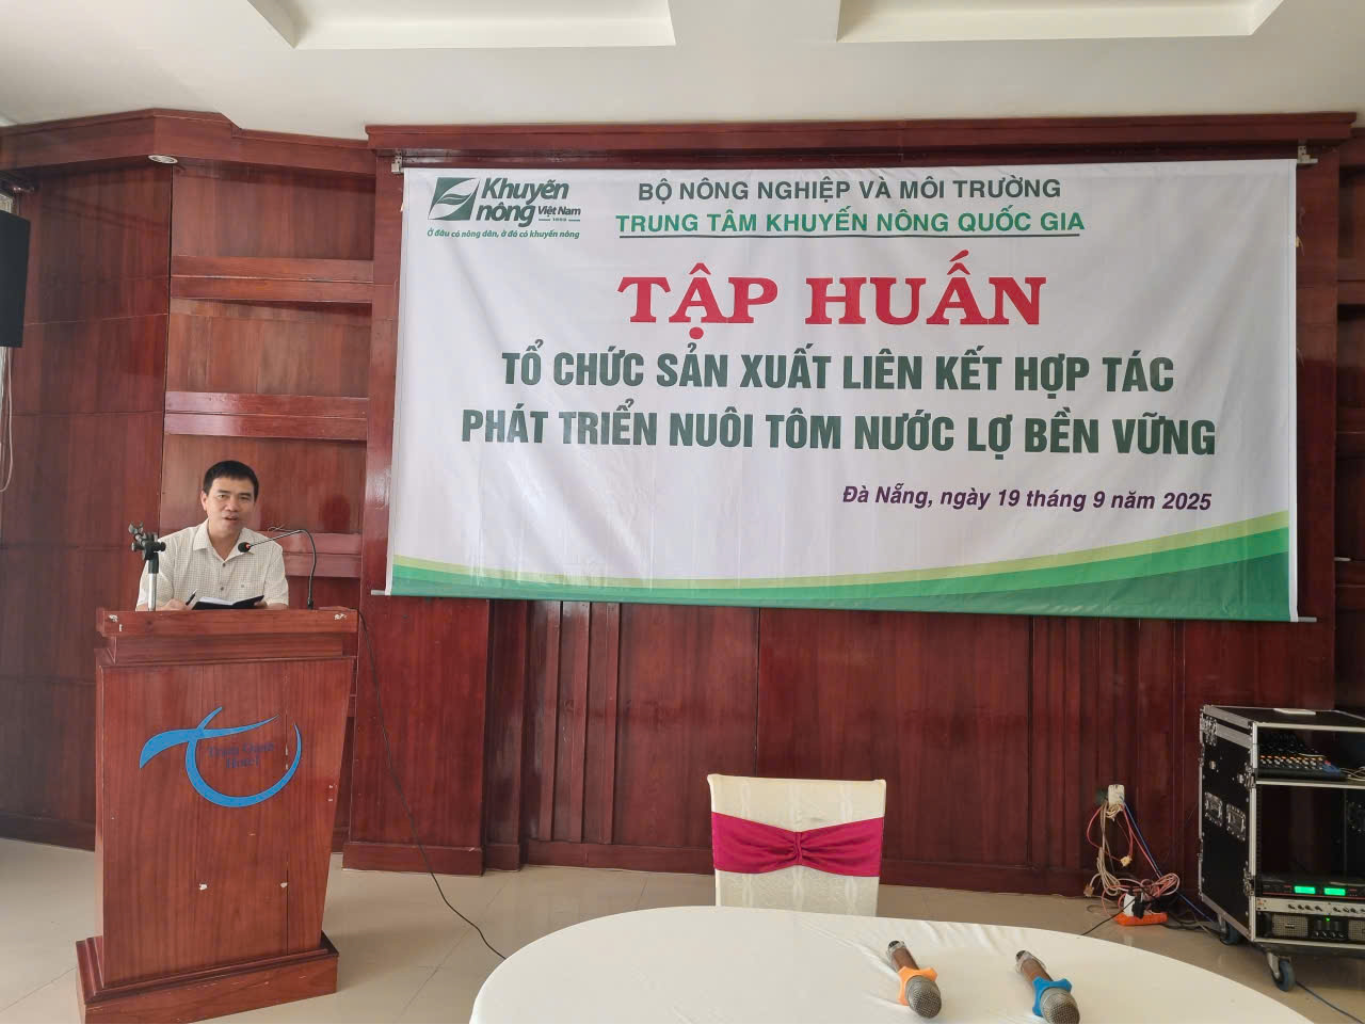 Khuyến
nông Việt Nam
Ở đâu có nông dân, ở đó có khuyến nông
BỘ NÔNG NGHIỆP VÀ MÔI TRƯỜNG
TRUNG TÂM KHUYẾN NÔNG QUỐC GIA
TẬP HUẤN
TỔ CHỨC SẢN XUẤT LIÊN KẾT HỢP TÁC
PHÁT TRIỂN NUÔI TÔM NƯỚC LỢ BỀN VỮNG
Đà Nẵng, ngày 19 tháng 9 năm 2025